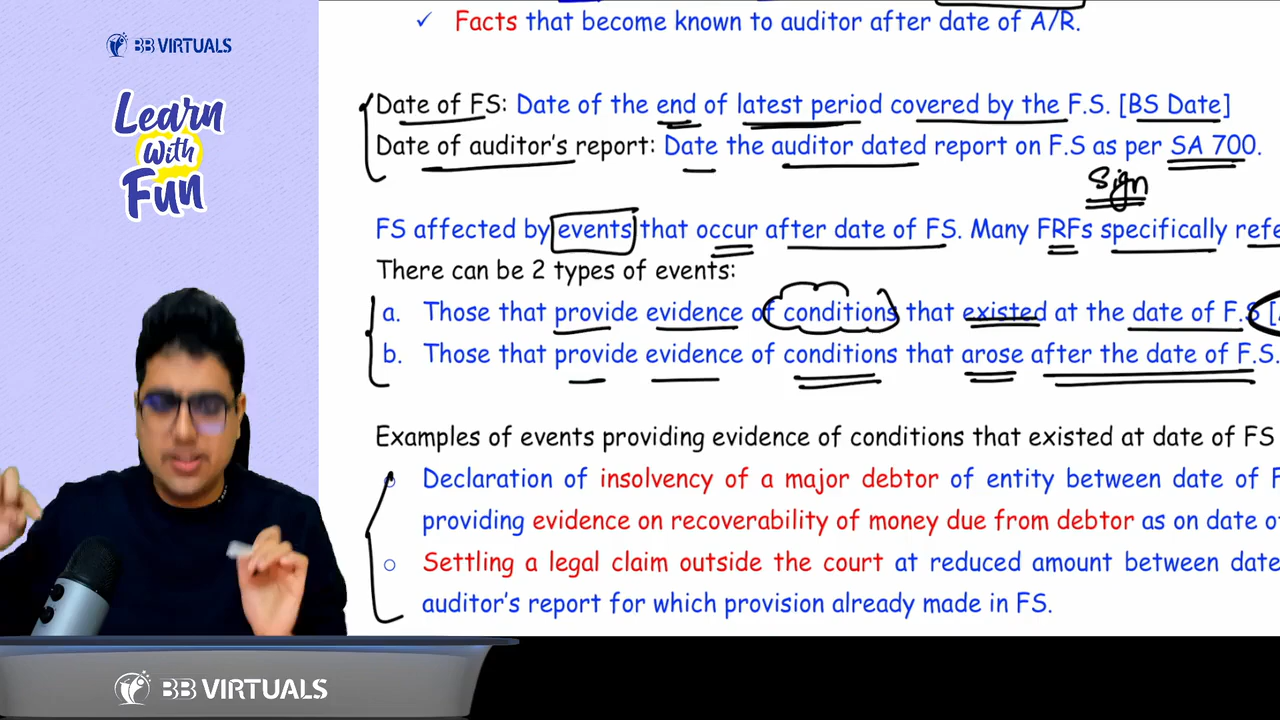 BB VIRTUALS
Learn
With
Fun
✓ Facts that become known to auditor after date of A/R.
Date of FS: Date of the end of latest period covered by the F.S. [BS Date]
Date of auditor's report: Date the auditor dated report on F.S as per SA 700.
Sign
FS affected by events that occur after date of FS. Many FRFs specifically refe
There can be 2 types of events:
a. Those that provide evidence of conditions that existed at the date of F.S [
b. Those that provide evidence of conditions that arose after the date of F.S.
Examples of events providing evidence of conditions that existed at date of FS
Declaration of insolvency of a major debtor of entity between date of F
providing evidence on recoverability of money due from debtor as on date o
Settling a legal claim outside the court at reduced amount between date
auditor's report for which provision already made in FS.
BB VIRTUALS